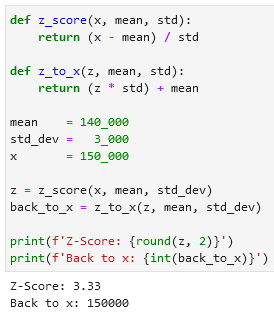 def z_score(x, mean, std):
    return (x - mean) / std

def z_to_x(z, mean, std):
    return (z * std) + mean

mean    = 140_000
std_dev =   3_000
x       = 150_000

z = z_score(x, mean, std_dev)
back_to_x = z_to_x(z, mean, std_dev)

print(f'Z-Score: {round(z, 2)}')
print(f'Back to x: {int(back_to_x)}')
Z-Score: 3.33
Back to x: 150000